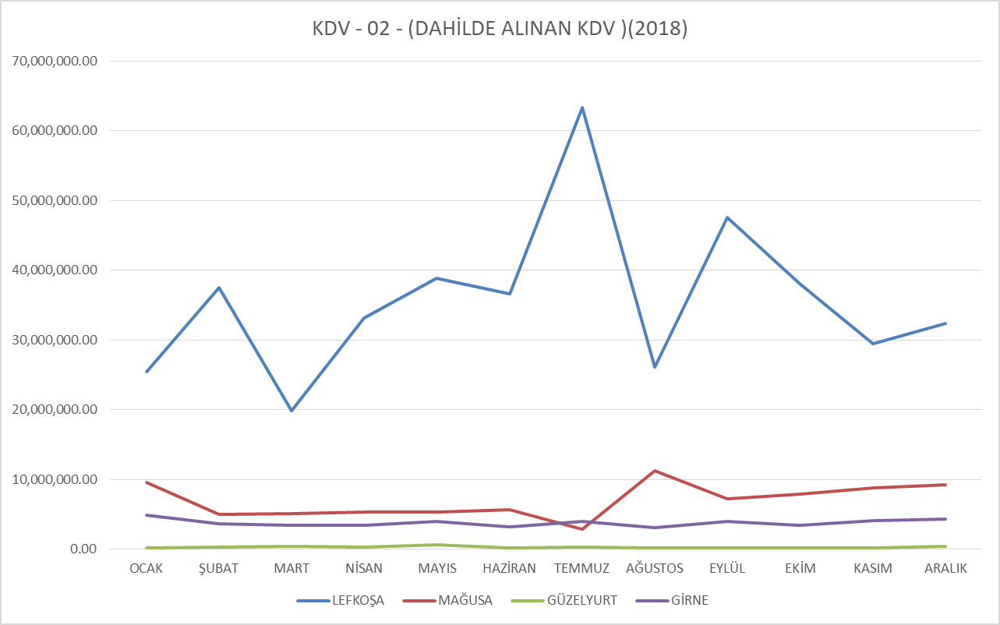 KDV - 02 - (DAHİLDE ALINAN KDV )(2018)
70,000,000.00
60,000,000.00
50,000,000.00
40,000,000.00
30,000,000.00
20,000,000.00
10,000,000.00
0.00
OCAK ŞUBAT MART NİSAN MAYIS HAZİRAN TEMMUZ AĞUSTOS EYLÜL EKİM KASIM ARALIK
LEFKOŞA MAĞUSA GÜZELYURT GİRNE